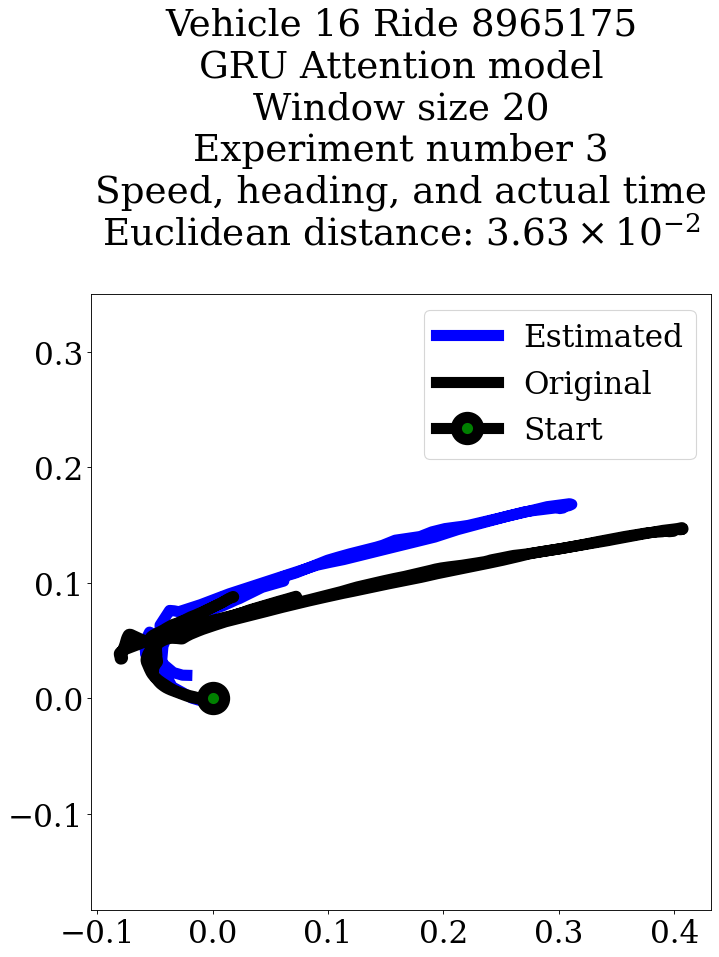 Vehicle 16 Ride 8965175
GRU Attention model
Window size 20
Experiment number 3
Speed, heading, and actual time
Euclidean distance: 3.63 × 10⁻²
Estimated
Original
Start
0.3
0.2
0.1
0.0
−0.1
−0.1 0.0 0.1 0.2 0.3 0.4